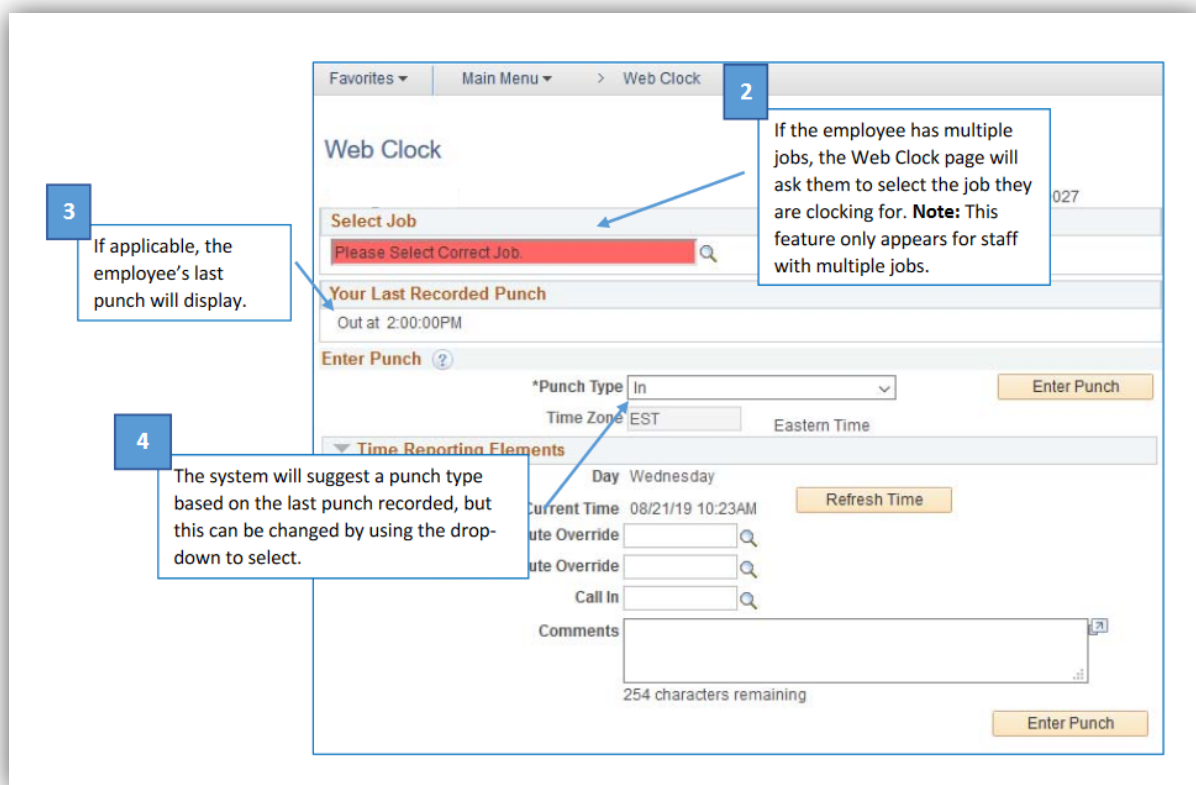 Favorites Main Menu > Web Clock
2
If the employee has multiple
jobs, the Web Clock page will
ask them to select the job they
are clocking for. Note: This
feature only appears for staff
with multiple jobs.
Web Clock
027
3
If applicable, the
employee's last
punch will display.
Select Job
Please Select Correct Job.
Your Last Recorded Punch
Out at 2:00:00PM
Enter Punch ?
*Punch Type In Enter Punch
Time Zone EST Eastern Time
4
The system will suggest a punch type
based on the last punch recorded, but
this can be changed by using the drop-
down to select.
Time Reporting Elements
Day Wednesday
Current Time 08/21/19 10:23AM Refresh Time
ute Override
ute Override
Call In
Comments
254 characters remaining
Enter Punch